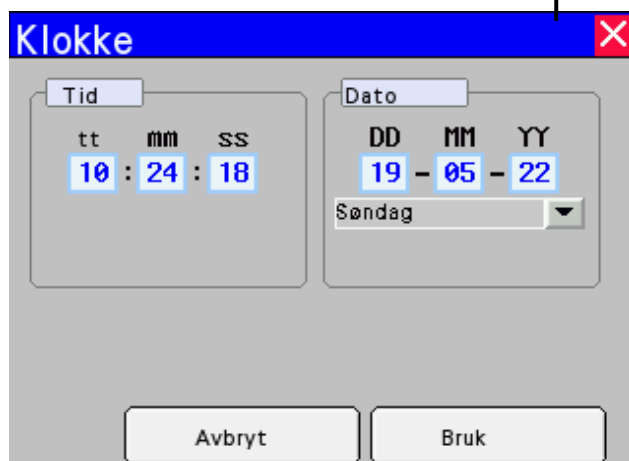 Klokke
Tid
tt mm ss
10 : 24 : 18
Dato
DD MM YY
19 - 05 - 22
Søndag
Avbryt Bruk